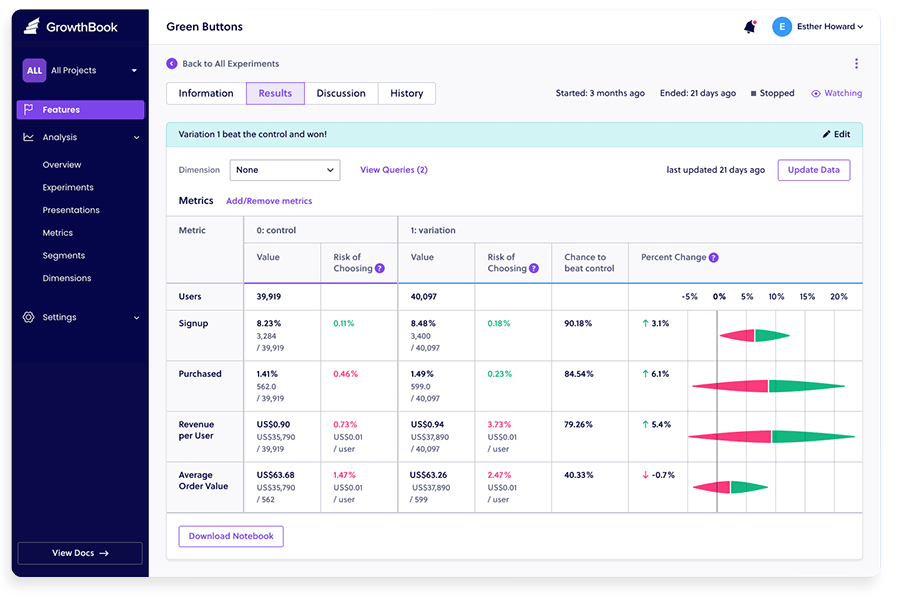 GrowthBook
ALL All Projects
Features
Analysis
Overview
Experiments
Presentations
Metrics
Segments
Dimensions
Settings
View Docs →
Green Buttons
E Esther Howard
Back to All Experiments
Information Results Discussion History
Started: 3 months ago Ended: 21 days ago Stopped Watching
Variation 1 beat the control and won! Edit
Dimension None View Queries (2) last updated 21 days ago Update Data
Metrics Add/Remove metrics
Metric 0: control 1: variation
Value Risk of Choosing ? Value Risk of Choosing ? Chance to beat control Percent Change ?
Users 39,919 40,097 -5% 0% 5% 10% 15% 20%
Signup 8.23% 0.11% 8.48% 0.18% 90.18% ↑ 3.1%
3,284 3,400
/ 39,919 / 40,097
Purchased 1.41% 0.46% 1.49% 0.23% 84.54% ↑ 6.1%
562.0 599.0
/ 39,919 / 40,097
Revenue US$0.90 0.73% US$0.94 3.73% 79.26% ↑ 5.4%
per User US$35,790 US$0.01 US$37,890 US$0.01
/ 39,919 / user / 40,097 / user
Average US$63.68 1.47% US$63.26 2.47% 40.33% ↓ -0.7%
Order Value US$35,790 US$0.01 US$37,890 US$0.01
/ 562 / user / 599 / user
Download Notebook